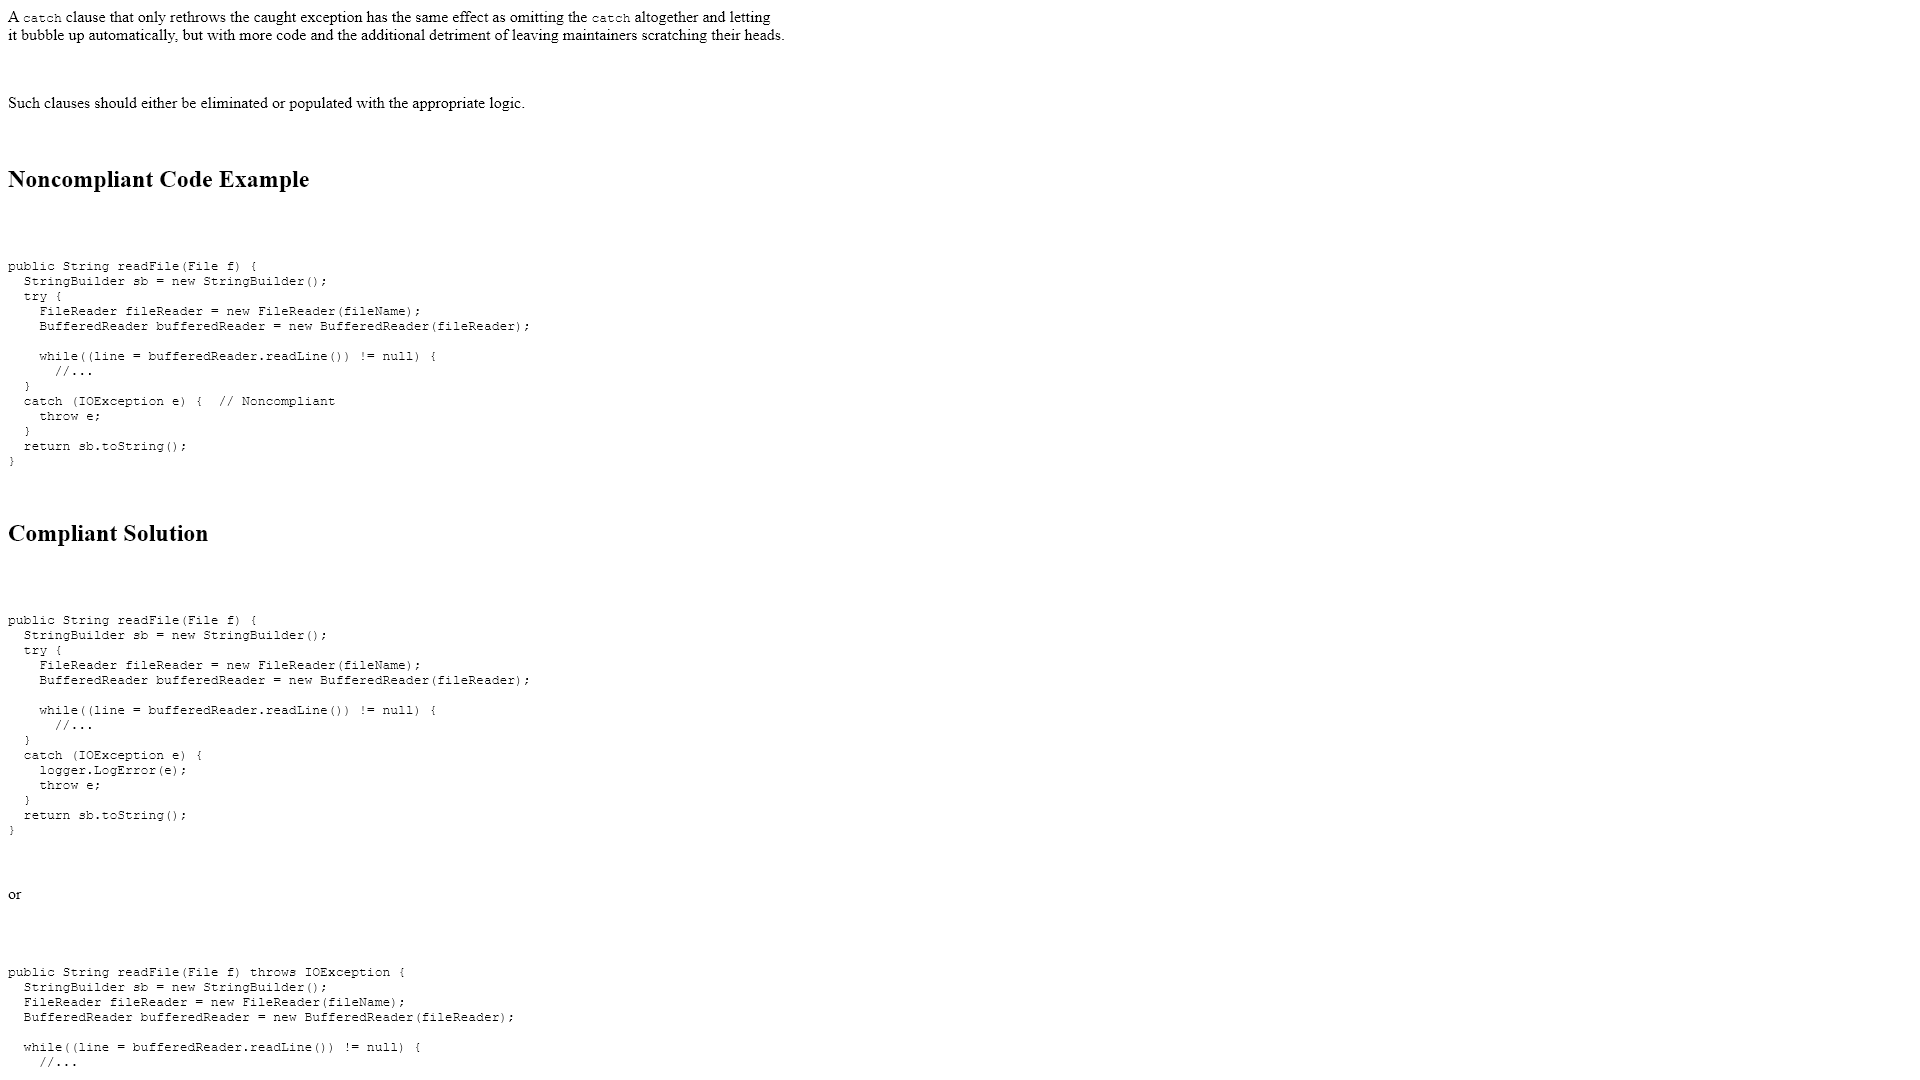 A catch clause that only rethrows the caught exception has the same effect as omitting the catch altogether and letting
it bubble up automatically, but with more code and the additional detriment of leaving maintainers scratching their heads.
Such clauses should either be eliminated or populated with the appropriate logic.
Noncompliant Code Example
public String readFile(File f) {
  StringBuilder sb = new StringBuilder();
  try {
    FileReader fileReader = new FileReader(fileName);
    BufferedReader bufferedReader = new BufferedReader(fileReader);
    while((line = bufferedReader.readLine()) != null) {
      //...
  }
  catch (IOException e) {  // Noncompliant
    throw e;
  }
  return sb.toString();
}
Compliant Solution
public String readFile(File f) {
  StringBuilder sb = new StringBuilder();
  try {
    FileReader fileReader = new FileReader(fileName);
    BufferedReader bufferedReader = new BufferedReader(fileReader);
    while((line = bufferedReader.readLine()) != null) {
      //...
  }
  catch (IOException e) {
    logger.LogError(e);
    throw e;
  }
  return sb.toString();
}
or
public String readFile(File f) throws IOException {
  StringBuilder sb = new StringBuilder();
  FileReader fileReader = new FileReader(fileName);
  BufferedReader bufferedReader = new BufferedReader(fileReader);
  while((line = bufferedReader.readLine()) != null) {
    //...